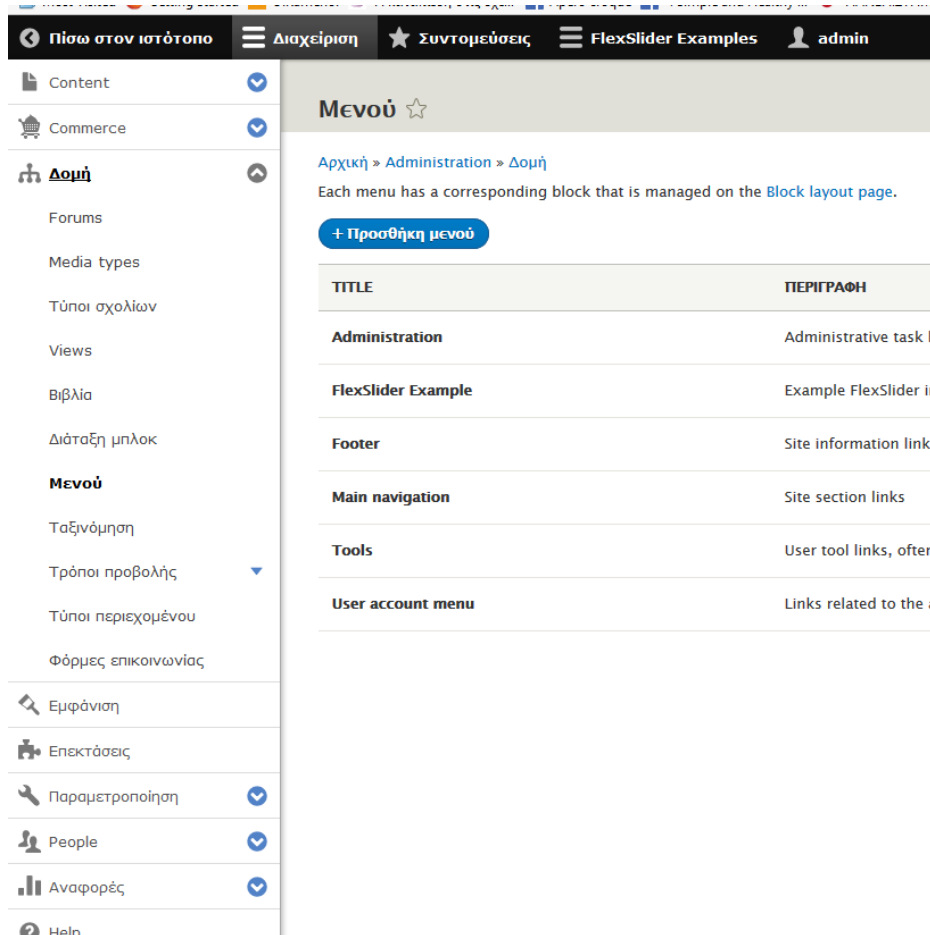 Πίσω στον ιστότοπο Διαχείριση Συντομεύσεις FlexSlider Examples admin
Content
Commerce
Δομή
Forums
Media types
Τύποι σχολίων
Views
Βιβλία
Διάταξη μπλοκ
Μενού
Ταξινόμηση
Τρόποι προβολής
Τύποι περιεχομένου
Φόρμες επικοινωνίας
Εμφάνιση
Επεκτάσεις
Παραμετροποίηση
People
Αναφορές
Help
Μενού
Αρχική » Administration » Δομή
Each menu has a corresponding block that is managed on the Block layout page.
+ Προσθήκη μενού
TITLE ΠΕΡΙΓΡΑΦΗ
Administration Administrative task
FlexSlider Example Example FlexSlider
Footer Site information link
Main navigation Site section links
Tools User tool links, ofte
User account menu Links related to the